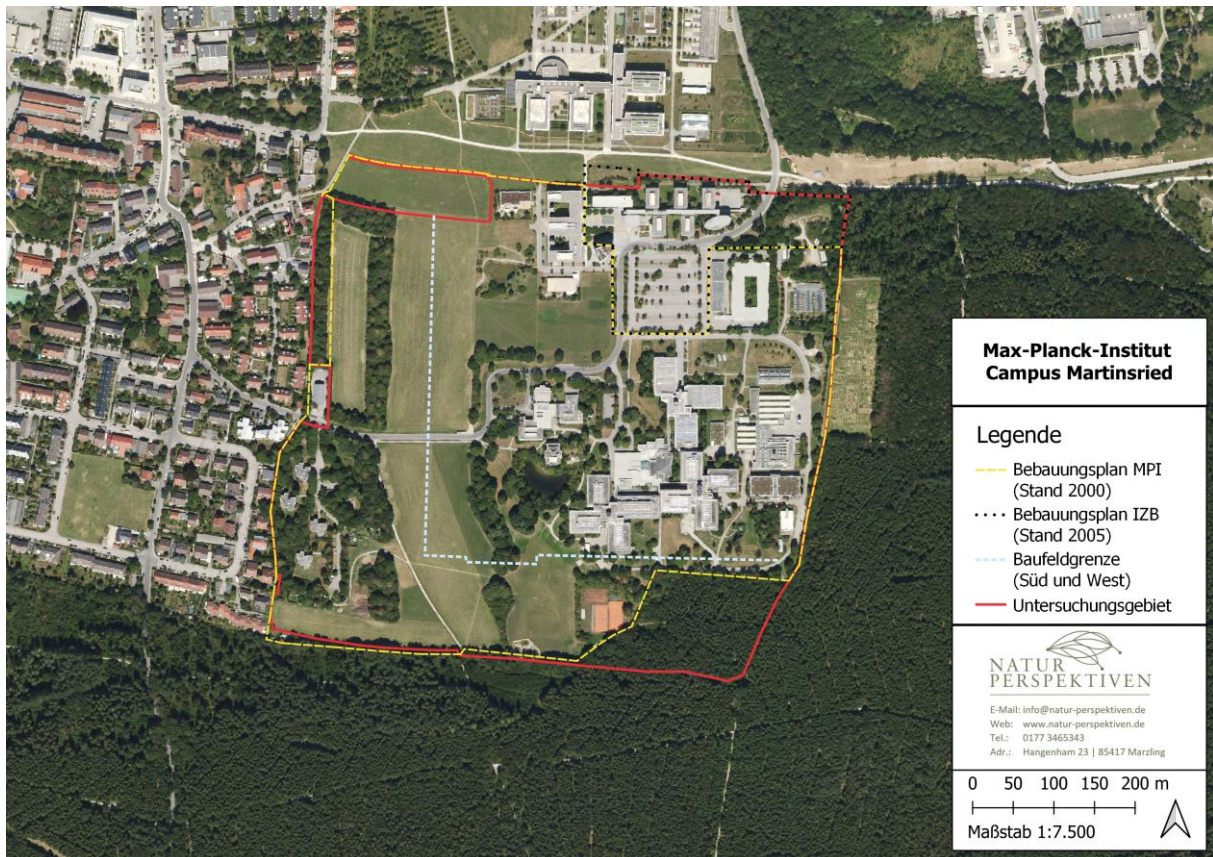 Max-Planck-Institut
Campus Martinsried
Legende
Bebauungsplan MPI
(Stand 2000)
Bebauungsplan IZB
(Stand 2005)
Baufeldgrenze
(Süd und West)
Untersuchungsgebiet
NATUR
PERSPEKTIVEN
E-Mail: info@natur-perspektiven.de
Web: www.natur-perspektiven.de
Tel.: 0177 3465343
Adr.: Hangenham 23 | 85417 Marzling
0 50 100 150 200 m
Maßstab 1:7.500